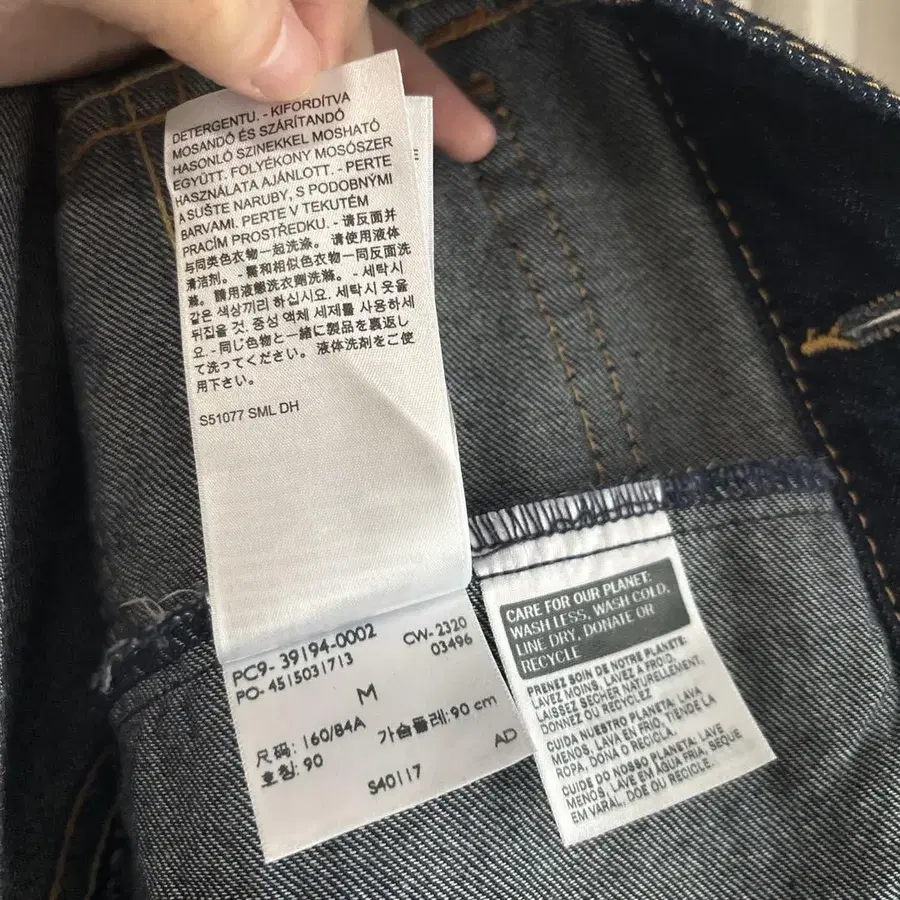 DETERGENTU. - KIFORDÍTVA
MOSANDÓ ÉS SZÁRÍTANDÓ
HASONLÓ SZINEKKEL MOSHATÓ
EGYÜTT. FOLYÉKONY MOSÓSZER
HASZNÁLATA AJÁNLOTT. - PERTE
A SUŠTE NARUBY, S PODOBNÝMI
BARVAMI. PERTE V TEKUTÉM
PRACÍM PROSTŘEDKU. - 请反面并
与同类色衣物一起洗涤。请使用液体
清洁剂。- 需和相似色衣物一同反面洗
滌。請用液態洗衣劑洗滌。- 세탁시
같은 색상끼리 하십시요. 세탁시 옷을
뒤집을 것. 중성 액체 세제를 사용하세
요. - 同じ色物と一緒に製品を裏返し
て洗ってください。液体洗剤をご使
用下さい。
S51077 SML DH
E
PC9- 39194-0002
CW-2320
PO-4515031713
03496
M
尺码: 160/84A
가슴둘레: 90 cm
호칭: 90
AD
S40117
CARE FOR OUR PLANET:
WASH LESS, WASH COLD,
LINE DRY, DONATE OR
RECYCLE
PRENEZ SOIN DE NOTRE PLANETE:
LAVEZ MOINS, LAVEZ A FROID,
LAISSEZ SECHER NATURELLEMENT,
DONNEZ OU RECYCLEZ
CUIDA NUESTRO PLANETA: LAVA
MENOS, LAVA EN FRIO, TIENDE LA
ROPA, DONA O RECICLA.
CUIDE DO NOSSO PLANETA: LAVE
MENOS, LAVE EM ÁGUA FRIA, SEQUE
EM VARAL, DOE OU RECICLE.